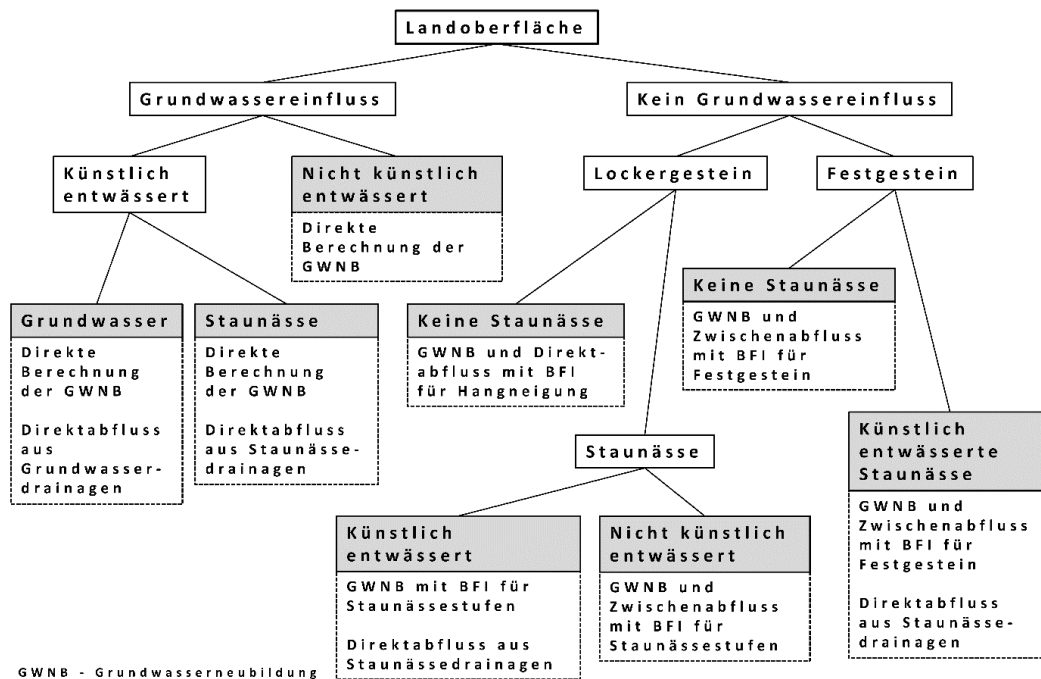 Landoberfläche
Grundwassereinfluss
Kein Grundwassereinfluss
Künstlich
entwässert
Nicht künstlich
entwässert
Direkte
Berechnung der
GWNB
Lockergestein
Festgestein
Grundwasser
Direkte
Berechnung
der GWNB
Direktabfluss
aus
Grundwasser-
drainagen
Staunässe
Direkte
Berechnung
der GWNB
Direktabfluss
aus Staunässe-
drainagen
Keine Staunässe
GWNB und Direkt-
abfluss mit BFI
für Hangneigung
Keine Staunässe
GWNB und
Zwischenabfluss
mit BFI für
Festgestein
Staunässe
Künstlich
entwässert
GWNB mit BFI für
Staunässestufen
Direktabfluss aus
Staunässedrainagen
Nicht künstlich
entwässert
GWNB und
Zwischenabfluss
mit BFI für
Staunässestufen
Künstlich
entwässerte
Staunässe
GWNB und
Zwischenabfluss
mit BFI für
Festgestein
Direktabfluss
aus Staunässe-
drainagen
GWNB - Grundwasserneubildung